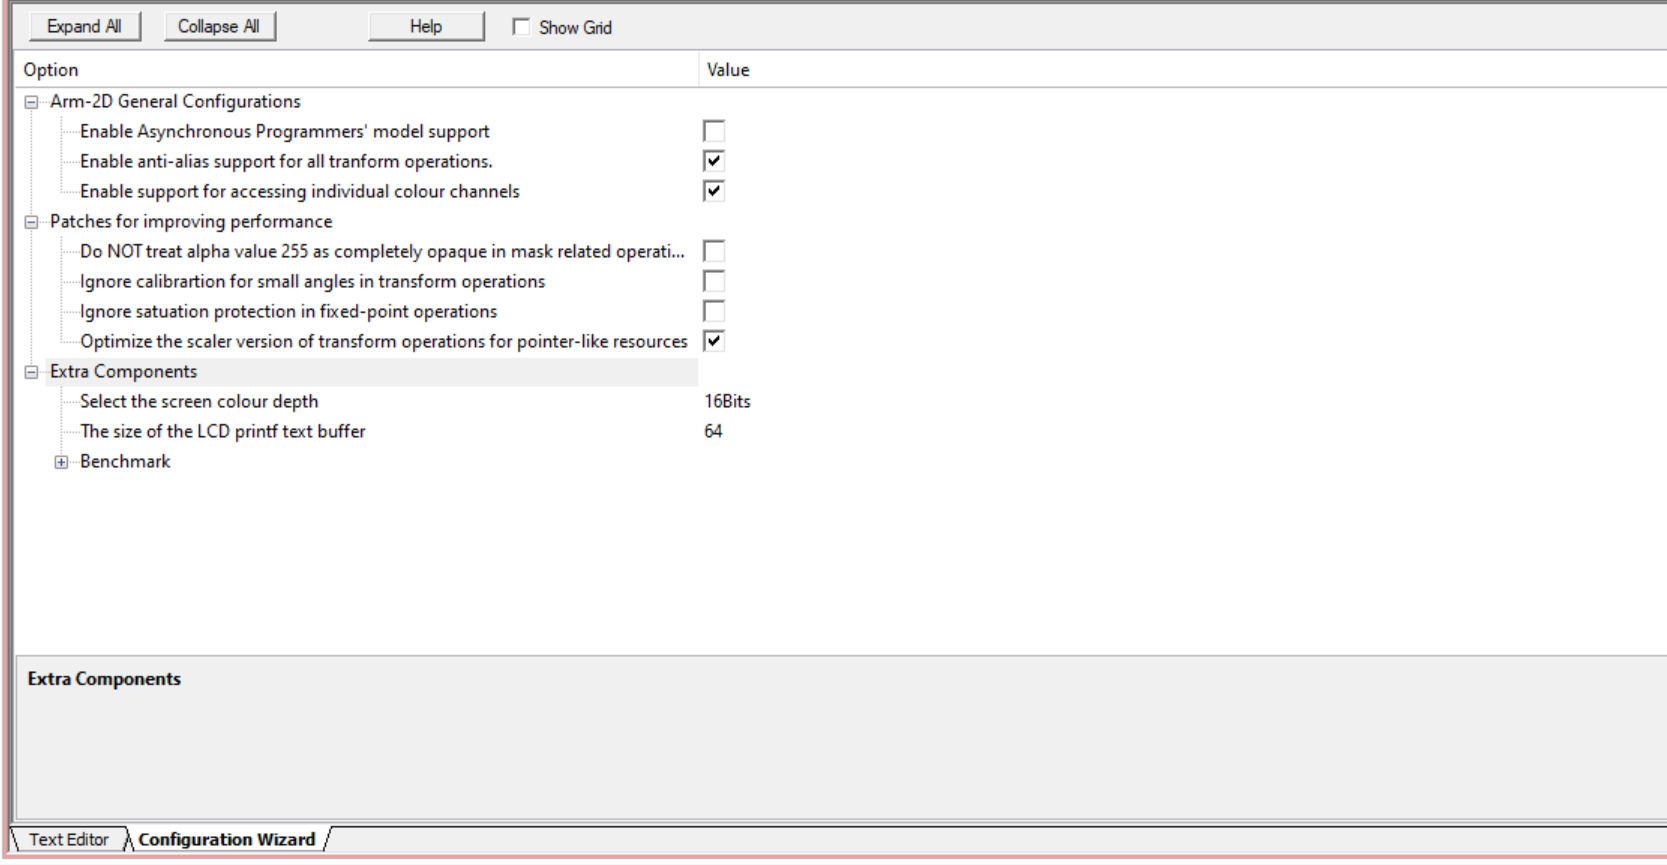 Expand All Collapse All Help Show Grid
Option Value
Arm-2D General Configurations
Enable Asynchronous Programmers' model support
Enable anti-alias support for all tranform operations.
Enable support for accessing individual colour channels
Patches for improving performance
Do NOT treat alpha value 255 as completely opaque in mask related operati...
Ignore calibrartion for small angles in transform operations
Ignore satuation protection in fixed-point operations
Optimize the scaler version of transform operations for pointer-like resources
Extra Components
Select the screen colour depth 16Bits
The size of the LCD printf text buffer 64
Benchmark
Extra Components
Text Editor Configuration Wizard